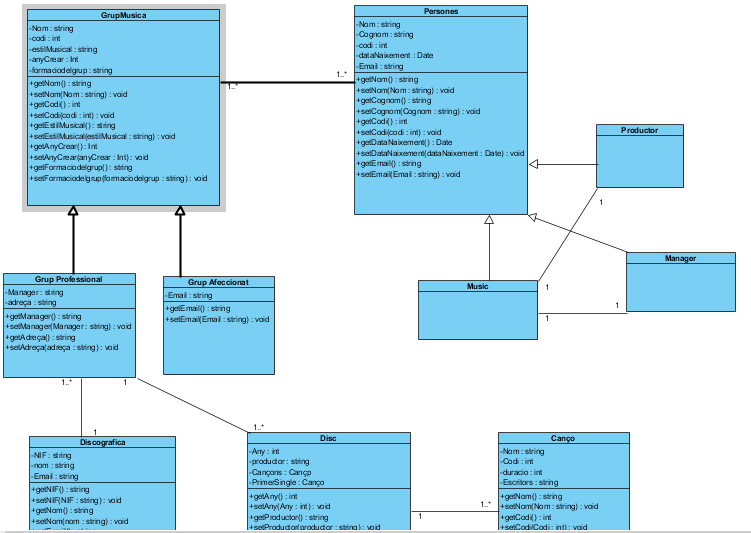 GrupMusica
-Nom : string
-codi : int
-estilMusical : string
-anyCrear : Int
-formaciodelgrup : string
+getNom() : string
+setNom(Nom : string) : void
+getCodi() : int
+setCodi(codi : int) : void
+getEstilMusical() : string
+setEstilMusical(estilMusical : string) : void
+getAnyCrear() : Int
+setAnyCrear(anyCrear : Int) : void
+getFormaciodelgrup() : string
+setFormaciodelgrup(formaciodelgrup : string) : void
1..*
1..*
Persones
-Nom : string
-Cognom : string
-codi : int
-dataNaixement : Date
-Email : string
+getNom() : string
+setNom(Nom : string) : void
+getCognom() : string
+setCognom(Cognom : string) : void
+getCodi() : int
+setCodi(codi : int) : void
+getDataNaixement() : Date
+setDataNaixement(dataNaixement : Date) : void
+getEmail() : string
+setEmail(Email : string) : void
Productor
1
Manager
1
Music
1
1
Grup Professional
-Manager : string
-adreça : string
+getManager() : string
+setManager(Manager : string) : void
+getAdreça() : string
+setAdreça(adreça : string) : void
Grup Afeccionat
-Email : string
+getEmail() : string
+setEmail(Email : string) : void
1..*
1
1
1..*
Discografica
-NIF : string
-nom : string
-Email : string
+getNIF() : string
+setNIF(NIF : string) : void
+getNom() : string
+setNom(nom : string) : void
Disc
-Any : int
-productor : string
-Cançons : Cançp
-PrimerSingle : Canço
+getAny() : int
+setAny(Any : int) : void
+getProductor() : string
+setProductor(productor : string) : void
1
1..*
Canço
-Nom : string
-Codi : int
-duracio : int
-Escritors : string
+getNom() : string
+setNom(Nom : string) : void
+getCodi() : int
+setCodi(Codi : int) : void